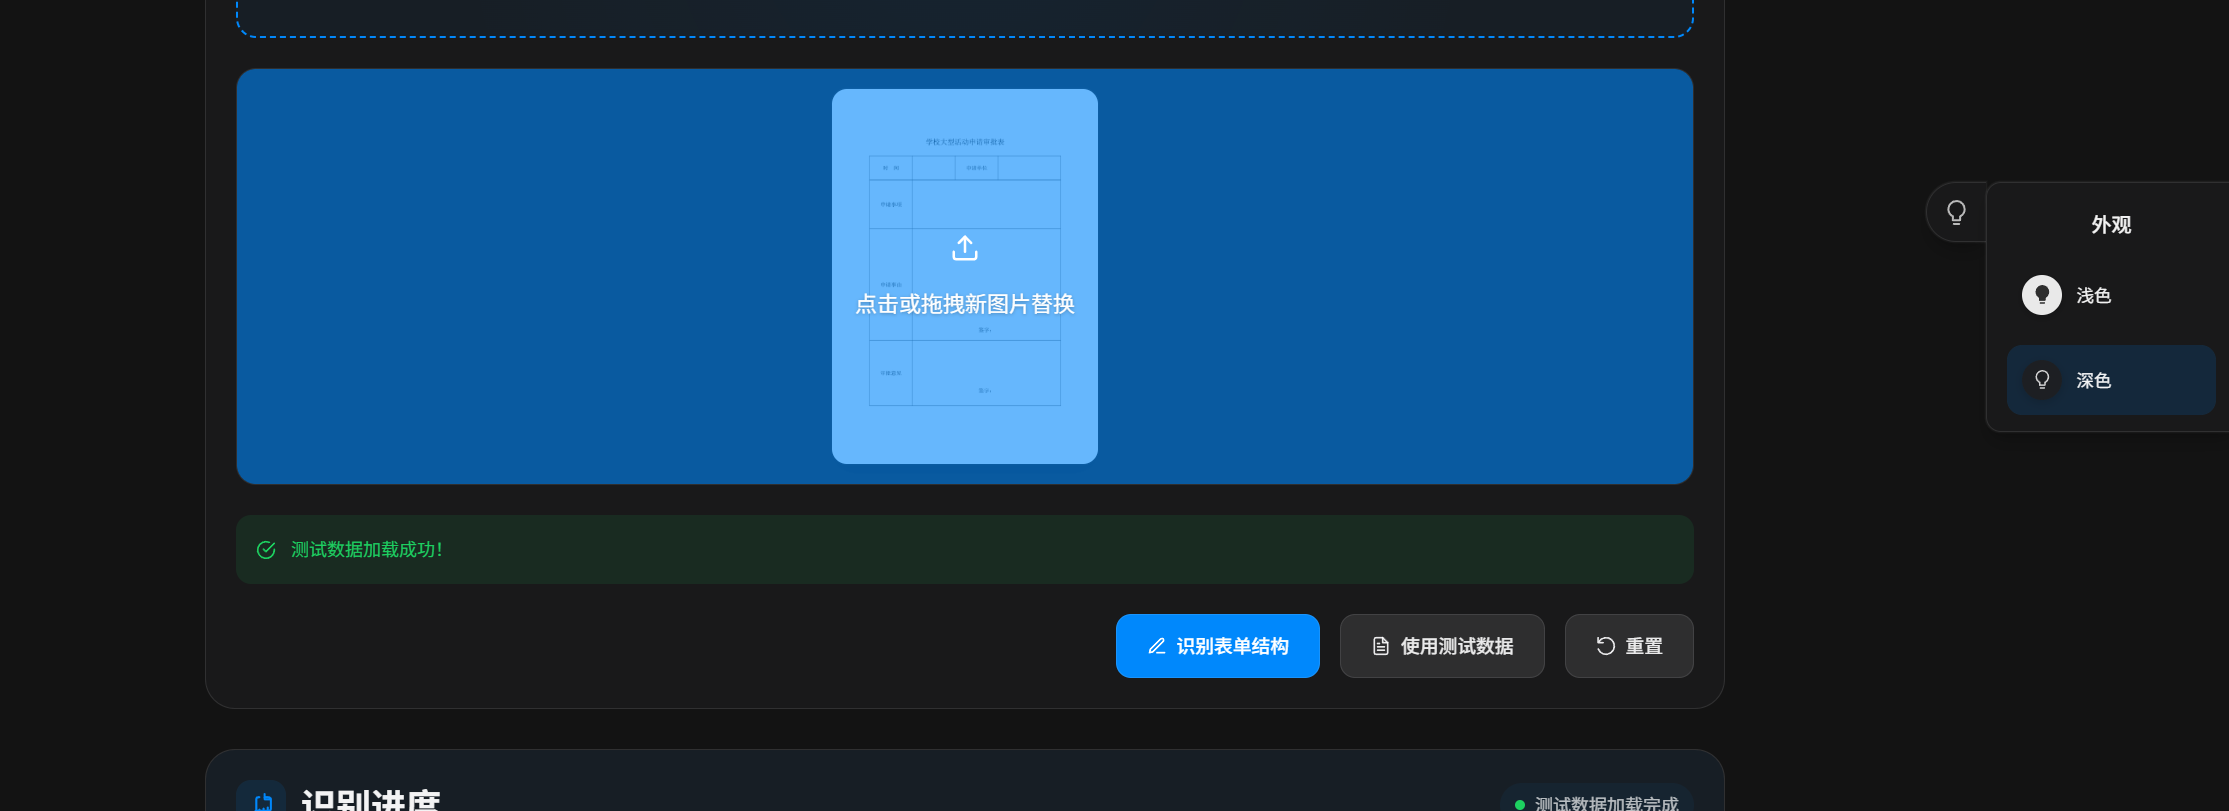 学校大型活动申请审批表
点击或拖拽新图片替换
测试数据加载成功！
识别表单结构
使用测试数据
重置
识别进度
测试数据加载完成
外观
浅色
深色